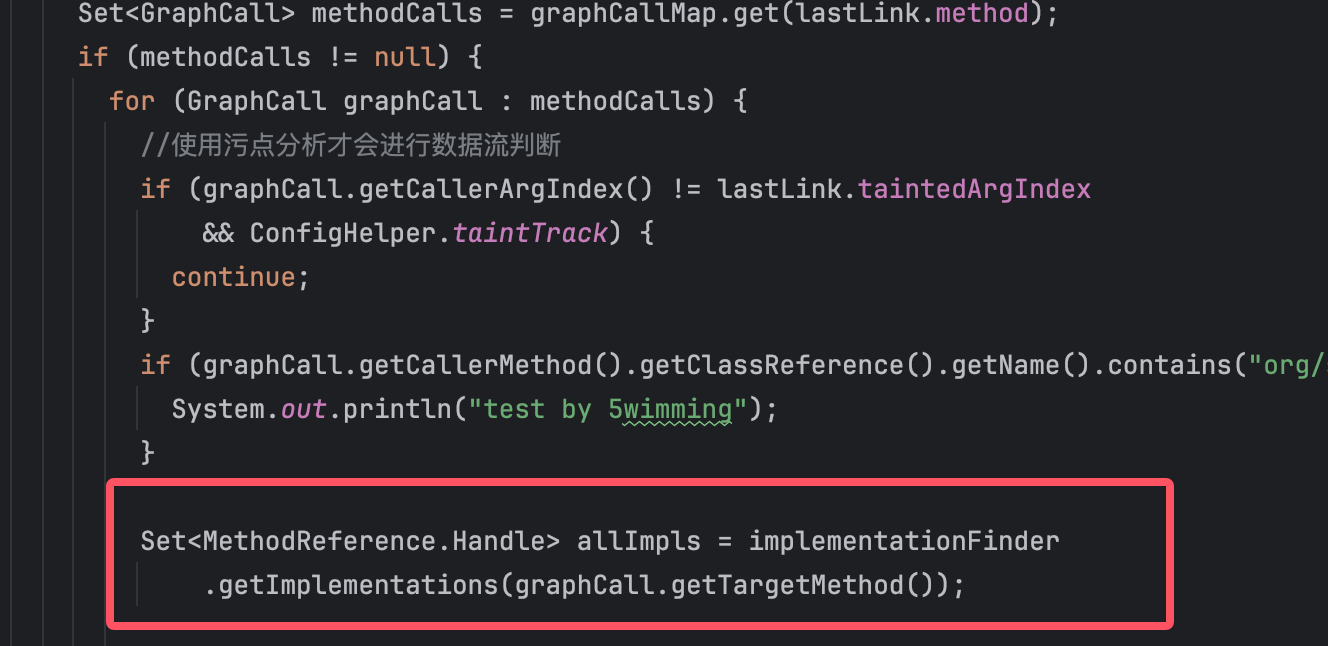 Set<GraphCall> methodCalls = graphCallMap.get(lastLink.method);
if (methodCalls != null) {
for (GraphCall graphCall : methodCalls) {
//使用污点分析才会进行数据流判断
if (graphCall.getCallerArgIndex() != lastLink.taintedArgIndex
&& ConfigHelper.taintTrack) {
continue;
}
if (graphCall.getCallerMethod().getClassReference().getName().contains("org/
System.out.println("test by 5wimming");
}
Set<MethodReference.Handle> allImpls = implementationFinder
.getImplementations(graphCall.getTargetMethod());